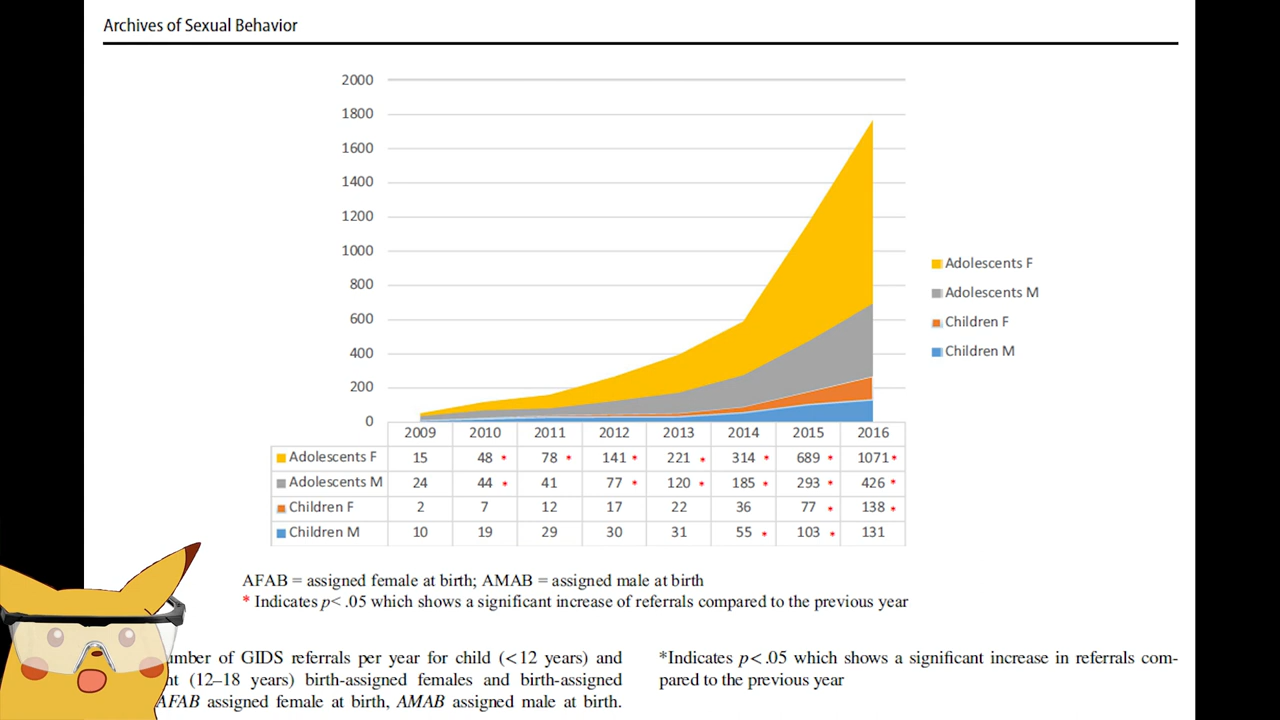 Archives of Sexual Behavior
2000
1800
1600
1400
1200
1000
800
600
400
200
0
Adolescents F
Adolescents M
Children F
Children M
2009 2010 2011 2012 2013 2014 2015 2016
Adolescents F 15 48 * 78 * 141 * 221 * 314 * 689 * 1071 *
Adolescents M 24 44 * 41 77 * 120 * 185 * 293 * 426 *
Children F 2 7 12 17 22 36 77 * 138 *
Children M 10 19 29 30 31 55 * 103 * 131
AFAB = assigned female at birth; AMAB = assigned male at birth
* Indicates p< .05 which shows a significant increase of referrals compared to the previous year
of GIDS referrals per year for child (<12 years) and
(12–18 years) birth-assigned females and birth-assigned
AFAB assigned female at birth, AMAB assigned male at birth.
*Indicates p<.05 which shows a significant increase in referrals com-
pared to the previous year